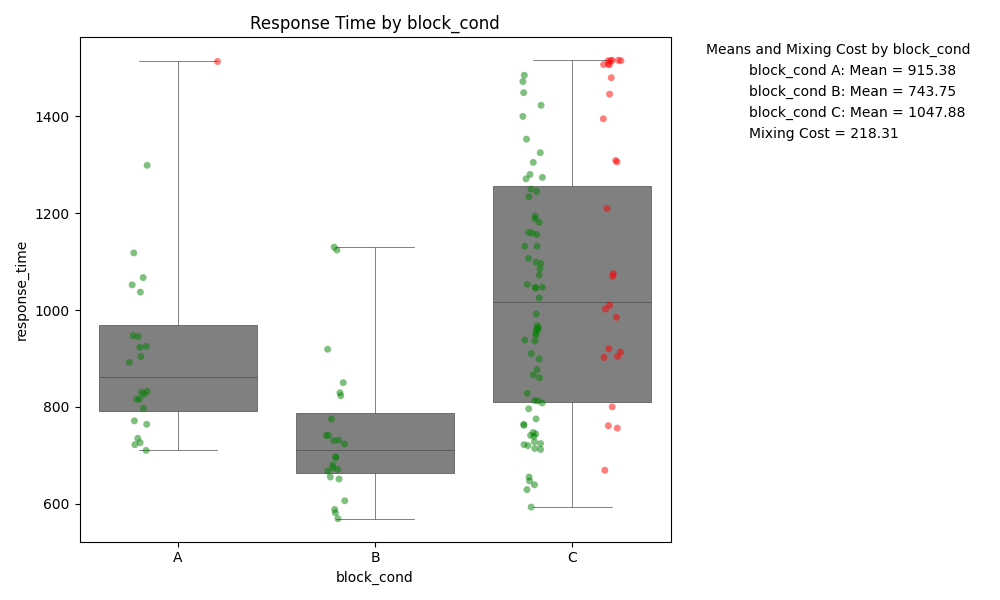 Response Time by block_cond
Means and Mixing Cost by block_cond
block_cond A: Mean = 915.38
block_cond B: Mean = 743.75
block_cond C: Mean = 1047.88
Mixing Cost = 218.31
response_time
1400
1200
1000
800
600
A B C
block_cond